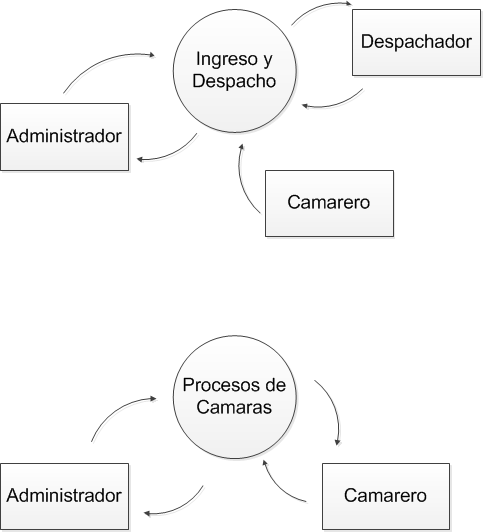 Ingreso y
Despacho
Despachador
Administrador
Camarero
Procesos de
Camaras
Administrador
Camarero